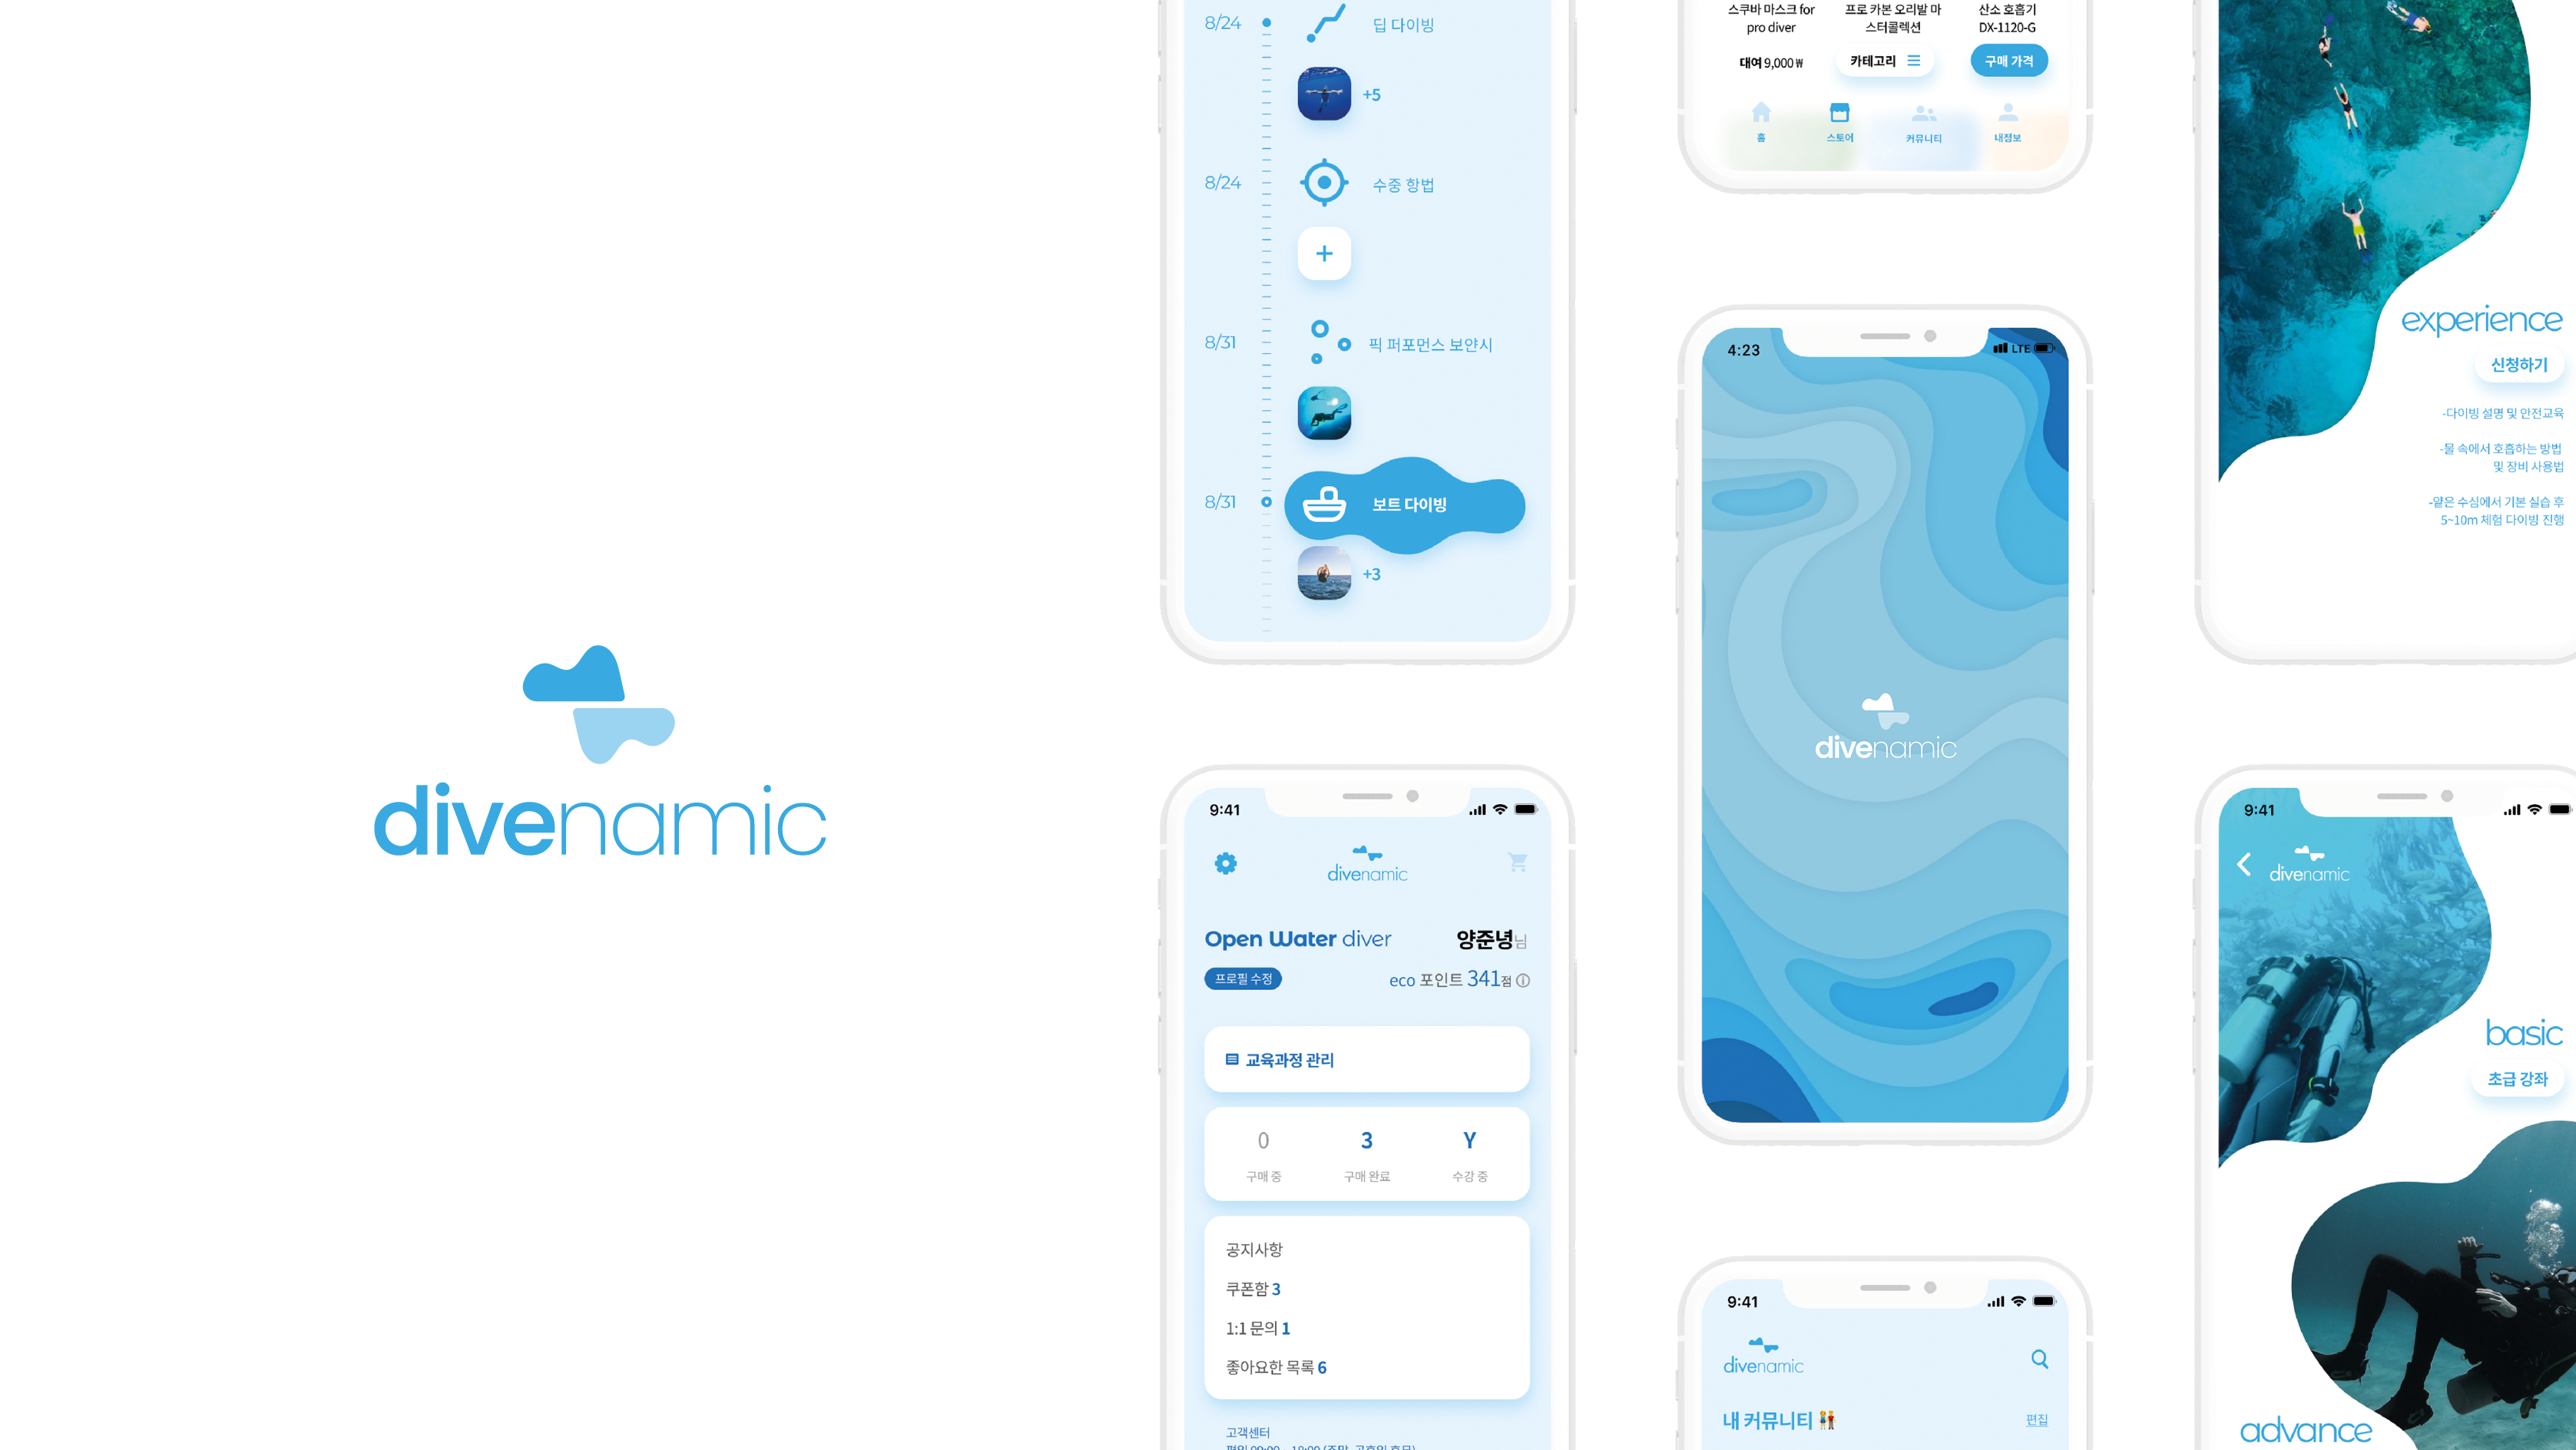 divenamic
8/24
딥 다이빙
+5
8/24
수중 항법
8/31
픽 퍼포먼스 보얀시
8/31
보트 다이빙
+3
9:41
divenamic
Open Water diver
양준녕님
프로필 수정
eco 포인트 341점
교육과정 관리
0
3
Y
구매 중
구매 완료
수강 중
공지사항
쿠폰함 3
1:1 문의 1
좋아요한 목록 6
고객센터
스쿠바 마스크 for
pro diver
대여 9,000 ₩
프로 카본 오리발 마
스터콜렉션
카테고리
산소 호흡기
DX-1120-G
구매 가격
홈
스토어
커뮤니티
내정보
4:23
LTE
divenamic
9:41
divenamic
내 커뮤니티
편집
experience
신청하기
-다이빙 설명 및 안전교육
-물 속에서 호흡하는 방법
및 장비 사용법
-얕은 수심에서 기본 실습 후
5~10m 체험 다이빙 진행
9:41
divenamic
basic
초급 강좌
advance